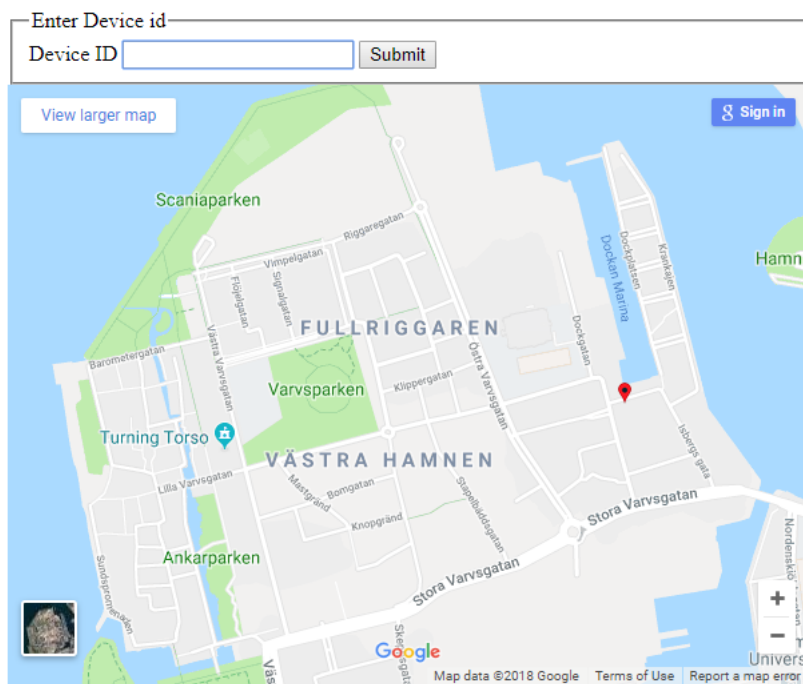 Enter Device id
Device ID
Submit
View larger map
Sign in
Scaniaparken
Riggaregatan
Vimpelgatan
Flöjelgatan
Signalgatan
Dockan Marina
Dockplatsen
Krankajen
Hamn
FULLRIGGAREN
Västra Varvsgatan
Östra Varvsgatan
Dockgatan
Barometergatan
Varvsparken
Klippergatan
Turning Torso
VÄSTRA HAMNEN
Isbergs gata
Lilla Varvsgatan
Mastgränd
Bomgatan
Stapelbäddsgatan
Knopgränd
Stora Varvsgatan
Ankarparken
Sundspromenaden
Stora Varvsgatan
Google
Univers
Map data ©2018 Google Terms of Use Report a map error